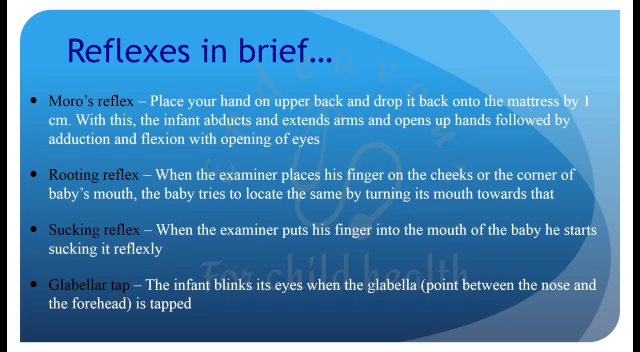 Reflexes in brief…
• Moro's reflex – Place your hand on upper back and drop it back onto the mattress by 1
cm. With this, the infant abducts and extends arms and opens up hands followed by
adduction and flexion with opening of eyes
• Rooting reflex – When the examiner places his finger on the cheeks or the corner of
baby's mouth, the baby tries to locate the same by turning its mouth towards that
• Sucking reflex – When the examiner puts his finger into the mouth of the baby he starts
sucking it reflexly
• Glabellar tap – The infant blinks its eyes when the glabella (point between the nose and
the forehead) is tapped
For child health